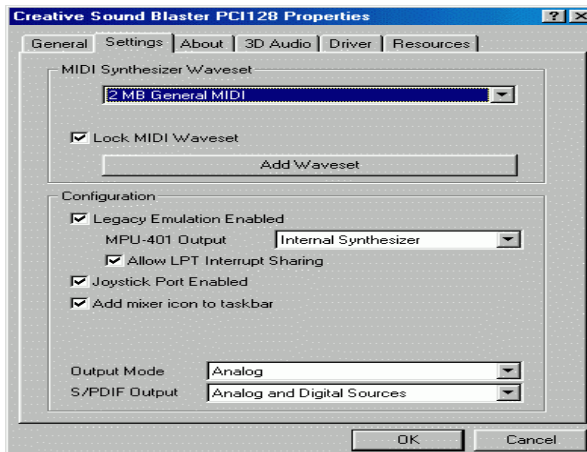 Creative Sound Blaster PCI128 Properties
General Settings About 3D Audio Driver Resources
MIDI Synthesizer Waveset
2 MB General MIDI
Lock MIDI Waveset
Add Waveset
Configuration
Legacy Emulation Enabled
MPU-401 Output Internal Synthesizer
Allow LPT Interrupt Sharing
Joystick Port Enabled
Add mixer icon to taskbar
Output Mode Analog
S/PDIF Output Analog and Digital Sources
OK Cancel